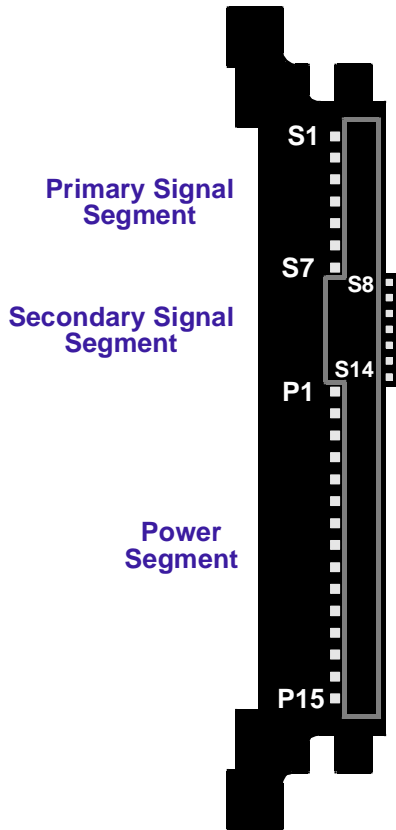 S1
Primary Signal
Segment
S7
S8
Secondary Signal
Segment
S14
P1
Power
Segment
P15